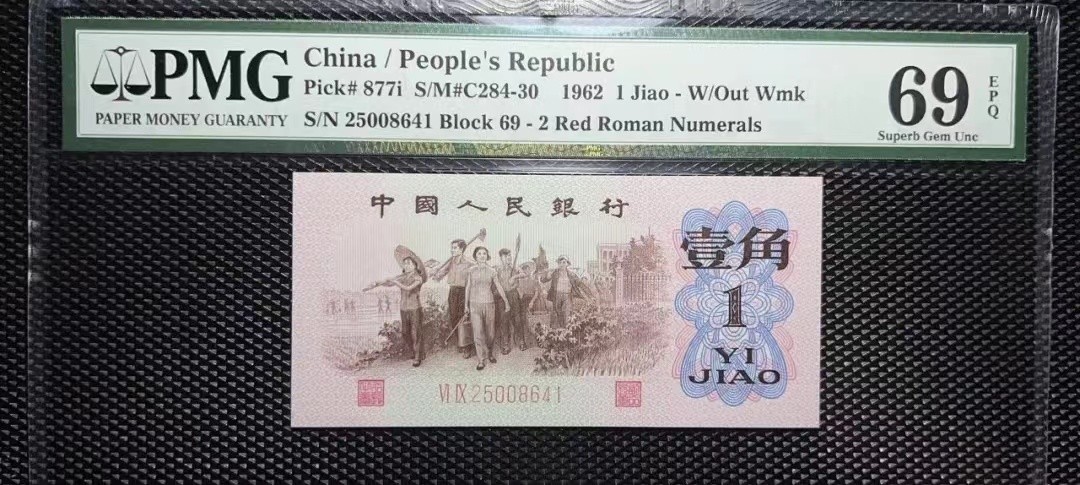 PMG
PAPER MONEY GUARANTY
China / People's Republic
Pick# 877i S/M#C284-30 1962 1 Jiao - W/Out Wmk
S/N 25008641 Block 69 - 2 Red Roman Numerals
69
EPQ
Superb Gem Unc
中國人民銀行
壹角
1
YI
JIAO
VI IX 25008641